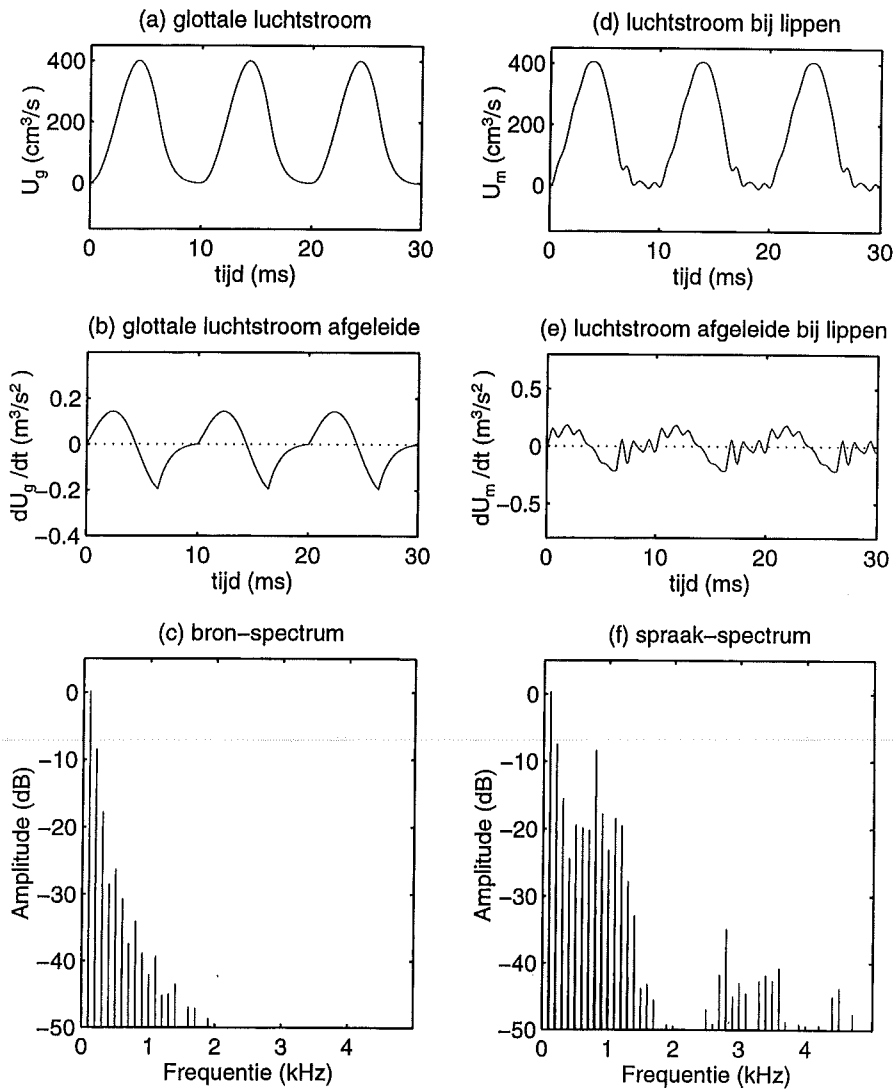 (a) glottale luchtstroom
400
200
0
U_g (cm³/s)
0 10 20 30
tijd (ms)
(d) luchtstroom bij lippen
400
200
0
U_m (cm³/s)
0 10 20 30
tijd (ms)
(b) glottale luchtstroom afgeleide
0.2
0
−0.2
−0.4
dU_g /dt (m³/s²)
0 10 20 30
tijd (ms)
(e) luchtstroom afgeleide bij lippen
0.5
0
−0.5
dU_m /dt (m³/s²)
0 10 20 30
tijd (ms)
(c) bron−spectrum
0
−10
−20
−30
−40
−50
Amplitude (dB)
0 1 2 3 4
Frequentie (kHz)
(f) spraak−spectrum
0
−10
−20
−30
−40
−50
Amplitude (dB)
0 1 2 3 4
Frequentie (kHz)